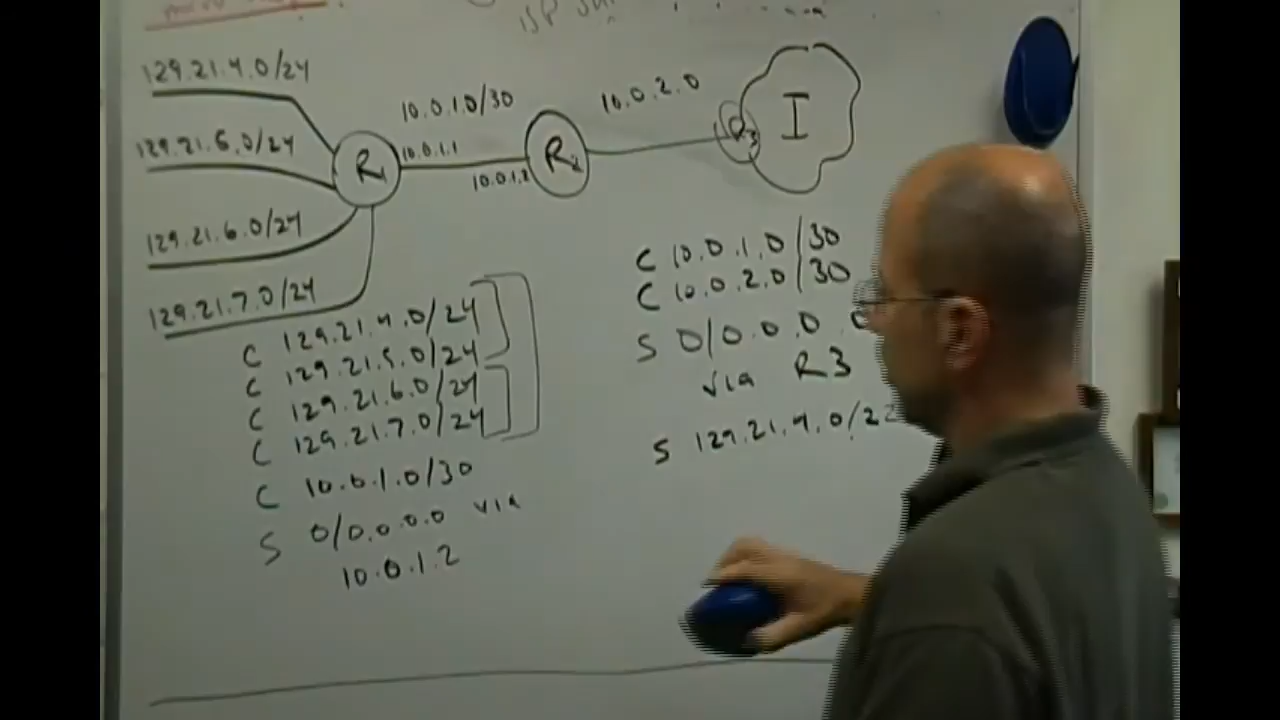 ISP
129.21.4.0/24
10.0.1.0/30
10.0.2.0
I
129.21.5.0/24
R1
10.0.1.1
10.0.1.2
R2
R3
129.21.6.0/24
129.21.7.0/24
C 129.21.4.0/24
C 129.21.5.0/24
C 129.21.6.0/24
C 129.21.7.0/24
C 10.0.1.0/30
S 0/0.0.0.0 via
10.0.1.2
C 10.0.1.0/30
C 10.0.2.0/30
S 0/0.0.0.0
via R3
S 129.21.4.0/22